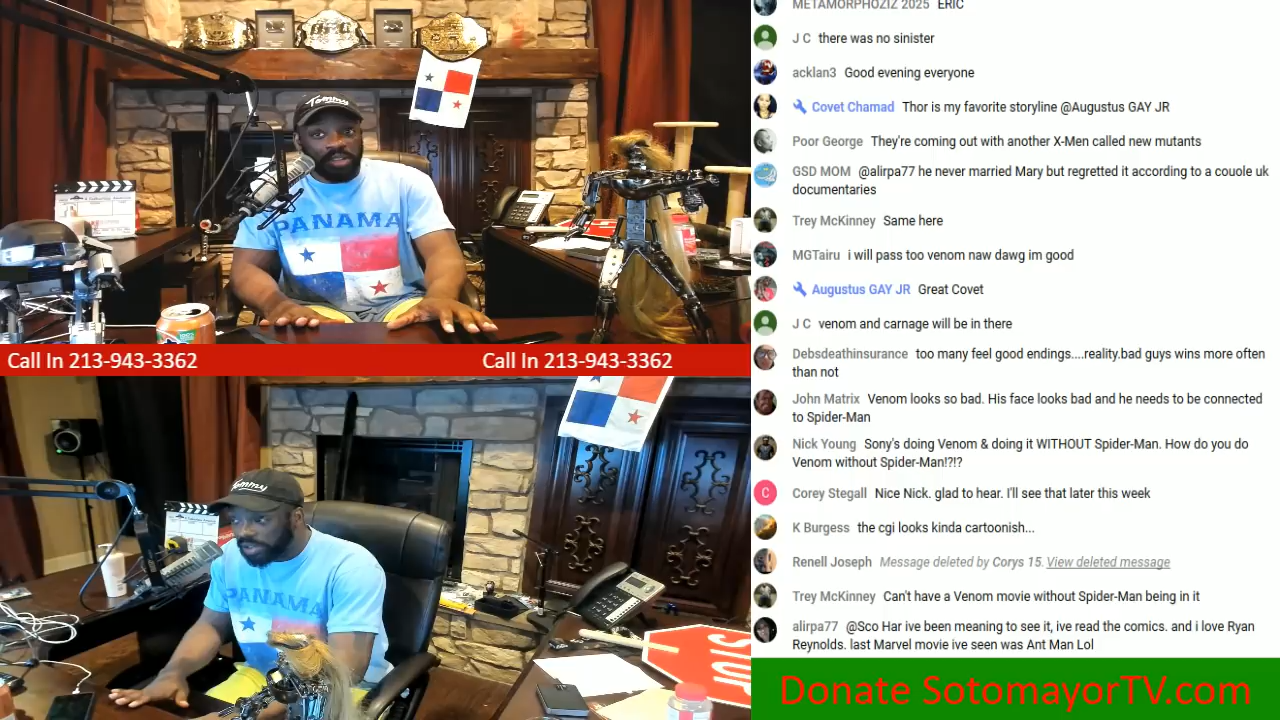 Tommy
PANAMA
Call In 213-943-3362
Call In 213-943-3362
Tommy
PANAMA
METAMORPHOZIZ 2025 ERIC
J C there was no sinister
acklan3 Good evening everyone
Covet Chamad Thor is my favorite storyline @Augustus GAY JR
Poor George They're coming out with another X-Men called new mutants
GSD MOM @alirpa77 he never married Mary but regretted it according to a couole uk
documentaries
Trey McKinney Same here
MGTairu i will pass too venom naw dawg im good
Augustus GAY JR Great Covet
J C venom and carnage will be in there
Debsdeathinsurance too many feel good endings....reality.bad guys wins more often
than not
John Matrix Venom looks so bad. His face looks bad and he needs to be connected
to Spider-Man
Nick Young Sony's doing Venom & doing it WITHOUT Spider-Man. How do you do
Venom without Spider-Man!?!?
C
Corey Stegall Nice Nick. glad to hear. I'll see that later this week
K Burgess the cgi looks kinda cartoonish...
Renell Joseph Message deleted by Corys 15. View deleted message
Trey McKinney Can't have a Venom movie without Spider-Man being in it
alirpa77 @Sco Har ive been meaning to see it, ive read the comics. and i love Ryan
Reynolds. last Marvel movie ive seen was Ant Man Lol
Donate SotomayorTV.com